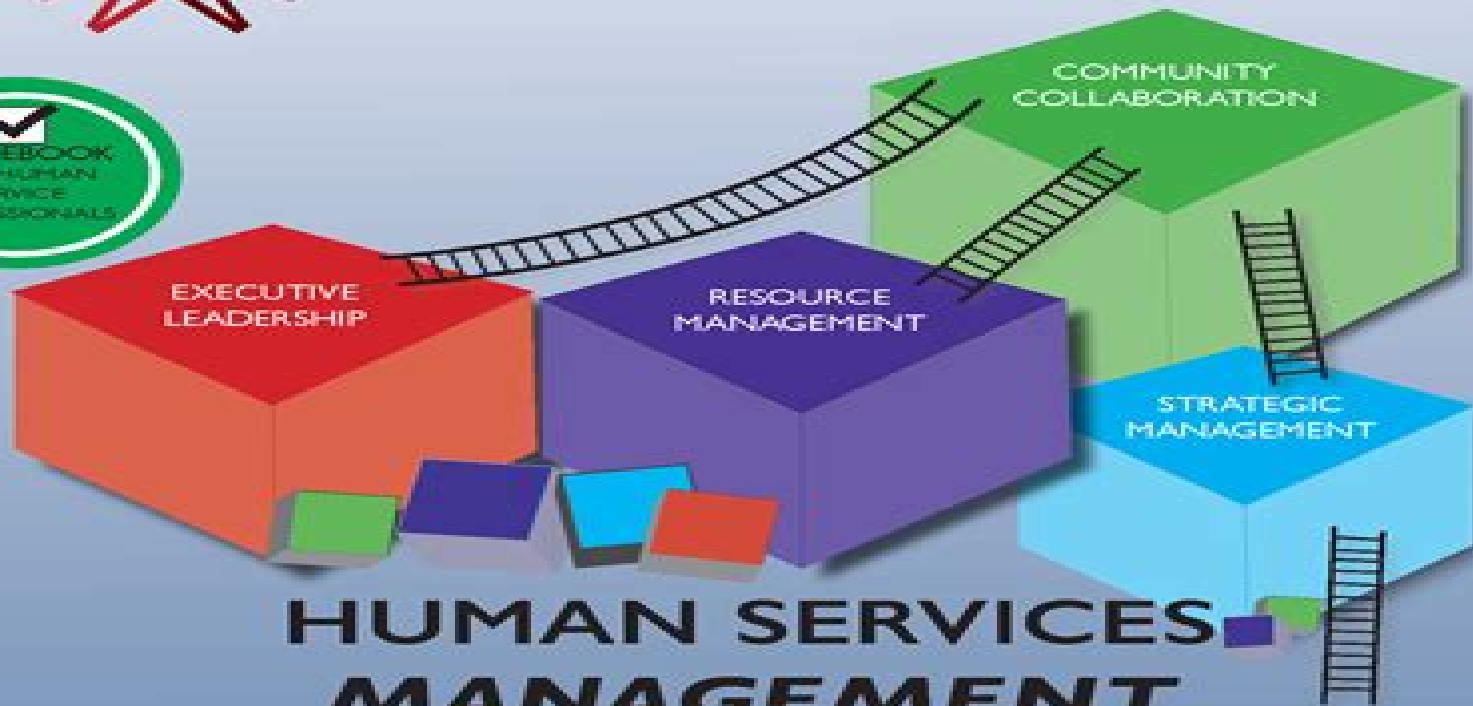 COMMUNITY
COLLABORATION
EXECUTIVE
LEADERSHIP
RESOURCE
MANAGEMENT
STRATEGIC
MANAGEMENT
HUMAN SERVICES
MANAGEMENT